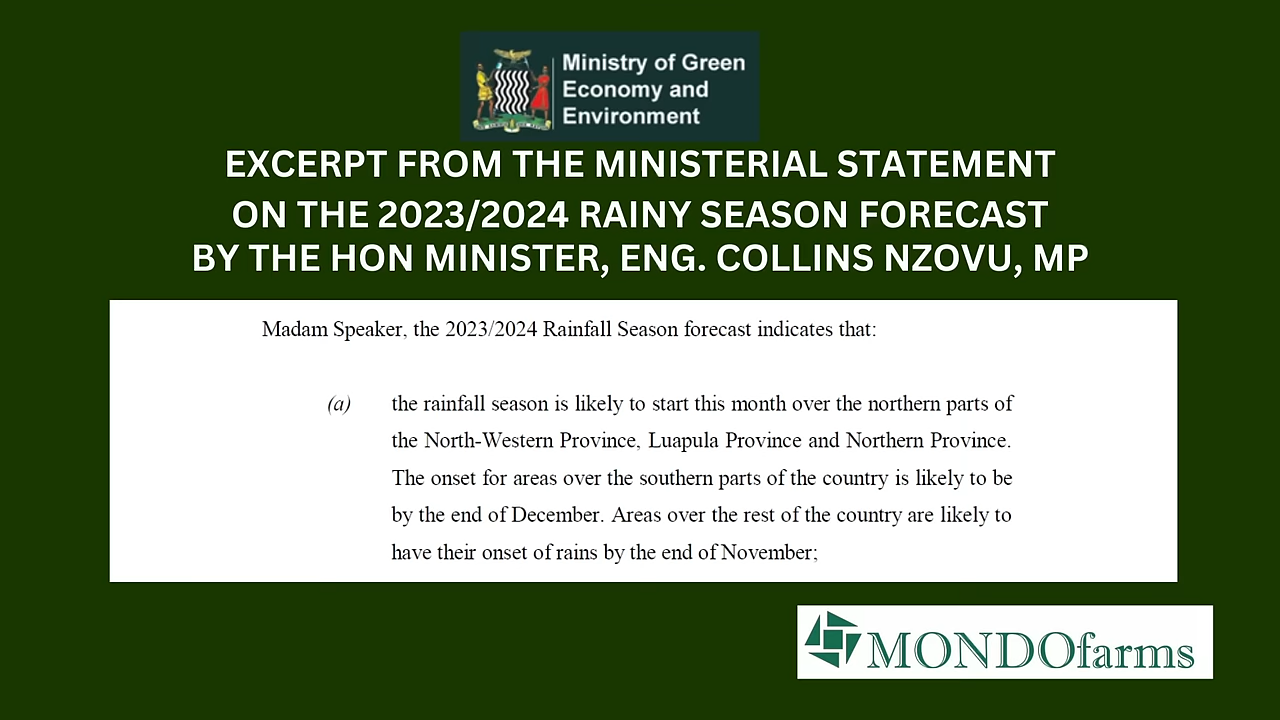 Ministry of Green
Economy and
Environment
EXCERPT FROM THE MINISTERIAL STATEMENT
ON THE 2023/2024 RAINY SEASON FORECAST
BY THE HON MINISTER, ENG. COLLINS NZOVU, MP
Madam Speaker, the 2023/2024 Rainfall Season forecast indicates that:
(a) the rainfall season is likely to start this month over the northern parts of
the North-Western Province, Luapula Province and Northern Province.
The onset for areas over the southern parts of the country is likely to be
by the end of December. Areas over the rest of the country are likely to
have their onset of rains by the end of November;
MONDOfarms